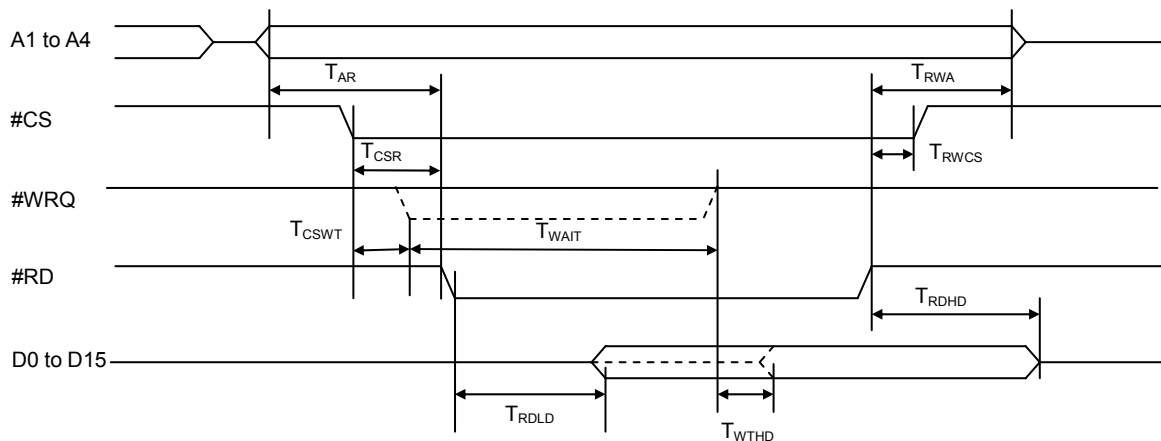 A1 to A4
T_AR
T_RWA
#CS
T_CSR
T_RWCS
#WRQ
T_CSWT
T_WAIT
#RD
T_RDHD
D0 to D15
T_RDLD
T_WTHD